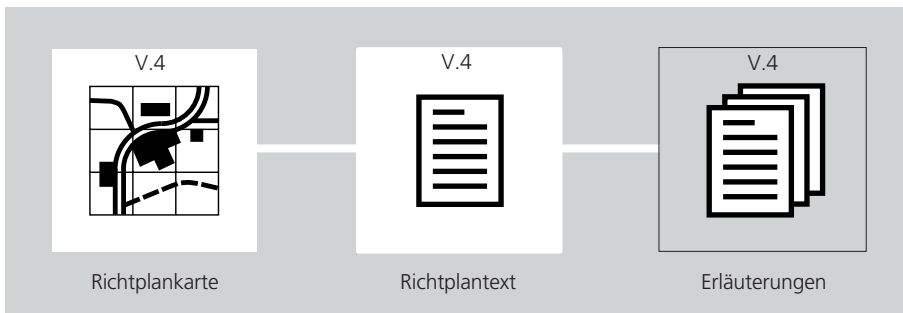 V.4
V.4
V.4
Richtplankarte
Richtplantext
Erläuterungen